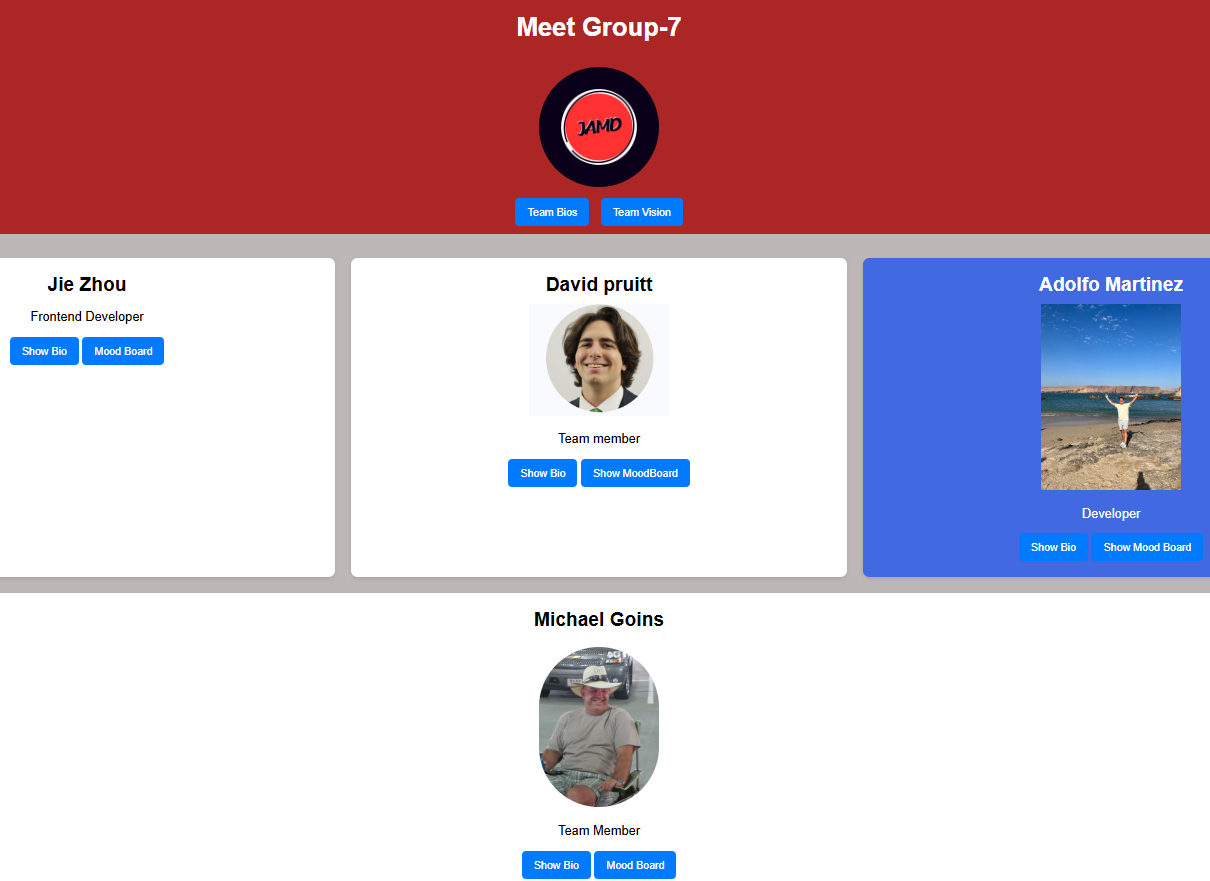 Meet Group-7
JAMD
Team Bios
Team Vision
Jie Zhou
Frontend Developer
Show Bio
Mood Board
David pruitt
Team member
Show Bio
Show MoodBoard
Adolfo Martinez
Developer
Show Bio
Show Mood Board
Michael Goins
Team Member
Show Bio
Mood Board